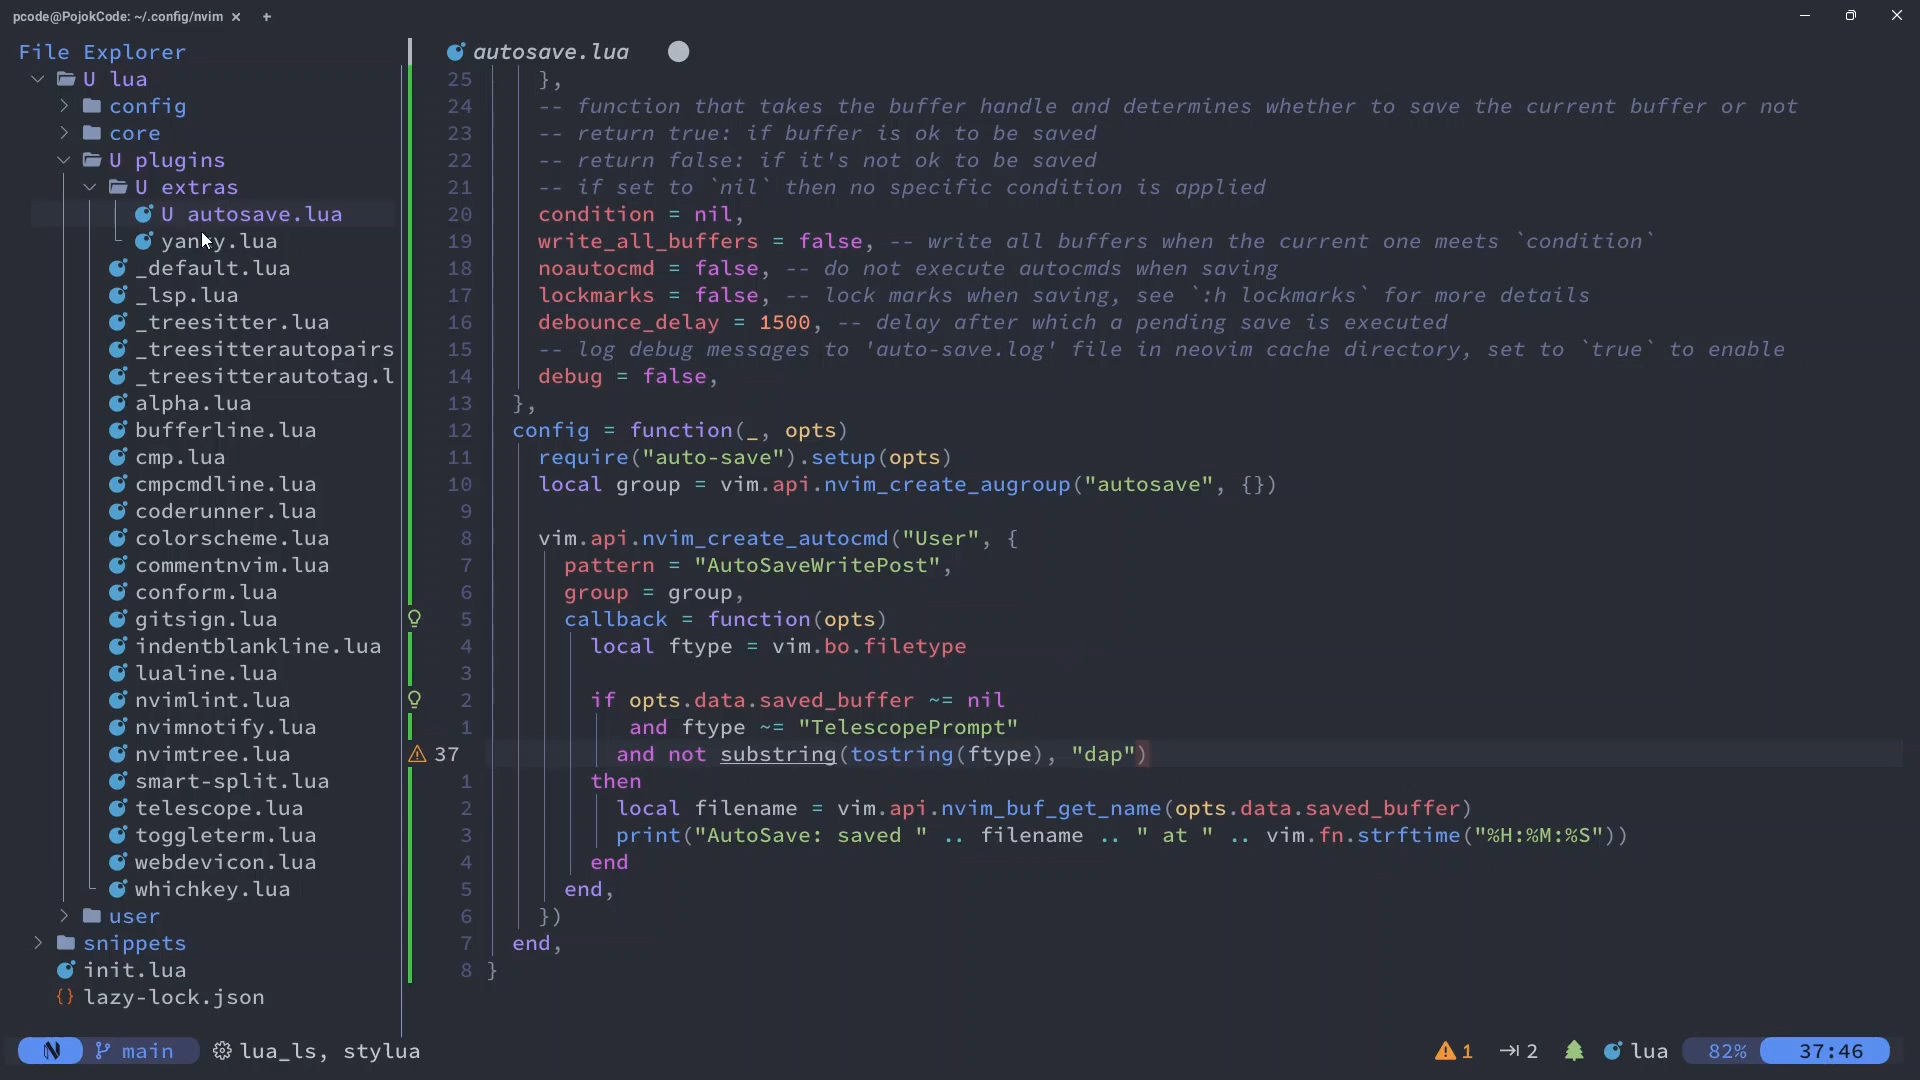 pcode@PojokCode: ~/.config/nvim × +
File Explorer
U lua
config
core
U plugins
U extras
U autosave.lua
yanky.lua
_default.lua
_lsp.lua
_treesitter.lua
_treesitterautopairs
_treesitterautotag.l
alpha.lua
bufferline.lua
cmp.lua
cmpcmdline.lua
coderunner.lua
colorscheme.lua
commentnvim.lua
conform.lua
gitsign.lua
indentblankline.lua
lualine.lua
nvimlint.lua
nvimnotify.lua
nvimtree.lua
smart-split.lua
telescope.lua
toggleterm.lua
webdevicon.lua
whichkey.lua
user
snippets
init.lua
{} lazy-lock.json
autosave.lua
25 },
24 -- function that takes the buffer handle and determines whether to save the current buffer or not
23 -- return true: if buffer is ok to be saved
22 -- return false: if it's not ok to be saved
21 -- if set to `nil` then no specific condition is applied
20 condition = nil,
19 write_all_buffers = false, -- write all buffers when the current one meets `condition`
18 noautocmd = false, -- do not execute autocmds when saving
17 lockmarks = false, -- lock marks when saving, see `:h lockmarks` for more details
16 debounce_delay = 1500, -- delay after which a pending save is executed
15 -- log debug messages to 'auto-save.log' file in neovim cache directory, set to `true` to enable
14 debug = false,
13 },
12 config = function(_, opts)
11 require("auto-save").setup(opts)
10 local group = vim.api.nvim_create_augroup("autosave", {})
9
8 vim.api.nvim_create_autocmd("User", {
7 pattern = "AutoSaveWritePost",
6 group = group,
5 callback = function(opts)
4 local ftype = vim.bo.filetype
3
2 if opts.data.saved_buffer ~= nil
1 and ftype ~= "TelescopePrompt"
37 and not substring(tostring(ftype), "dap")
1 then
2 local filename = vim.api.nvim_buf_get_name(opts.data.saved_buffer)
3 print("AutoSave: saved " .. filename .. " at " .. vim.fn.strftime("%H:%M:%S"))
4 end
5 end,
6 })
7 end,
8 }
N main lua_ls, stylua
1 2 lua 82% 37:46